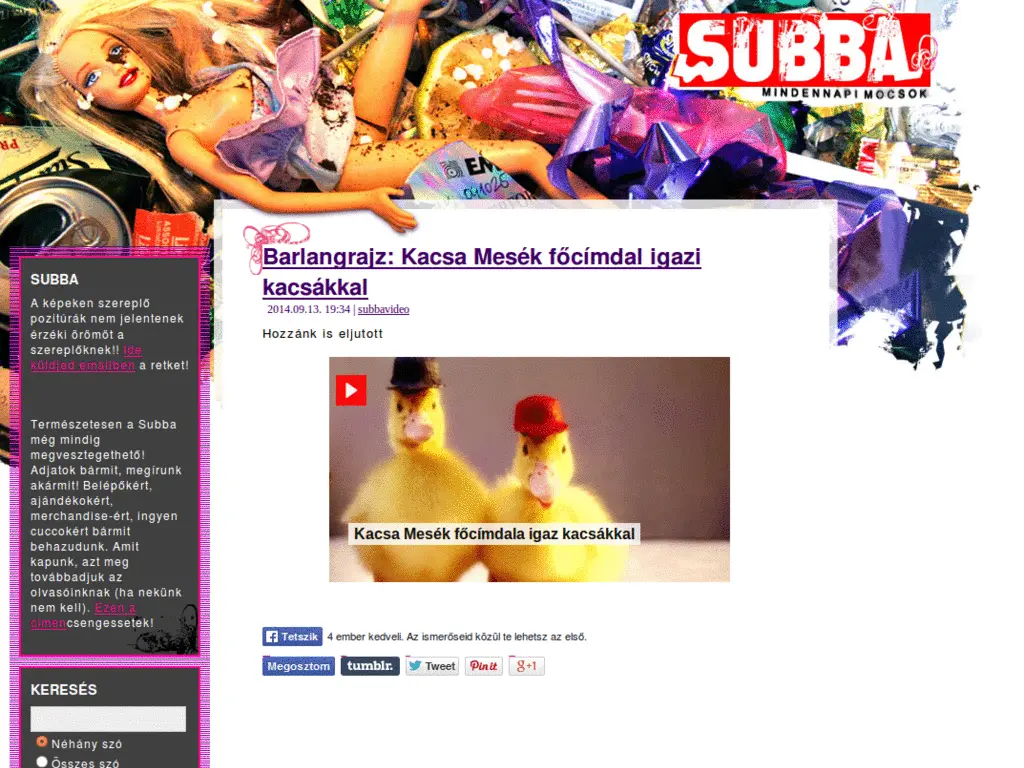 SUBBA
MINDENNAPI MOCSOK
SUBBA
A képeken szereplő
pozitúrák nem jelentenek
érzéki örömöt a
szereplőknek!! Ide
küldjed emailben a retket!
Természetesen a Subba
még mindig
megvesztegethető!
Adjatok bármit, megírunk
akármit! Belépőkért,
ajándékokért,
merchandise-ért, ingyen
cuccokért bármit
behazudunk. Amit
kapunk, azt meg
továbbadjuk az
olvasóinknak (ha nekünk
nem kell). Ezen a
címencsengessetek!
KERESÉS
Néhány szó
Összes szó
Barlangrajz: Kacsa Mesék főcímdal igazi
kacsákkal
2014.09.13. 19:34 | subbavideo
Hozzánk is eljutott
Kacsa Mesék főcímdala igaz kacsákkal
Tetszik 4 ember kedveli. Az ismerőseid közül te lehetsz az első.
Megosztom tumblr. Tweet Pin it g+1